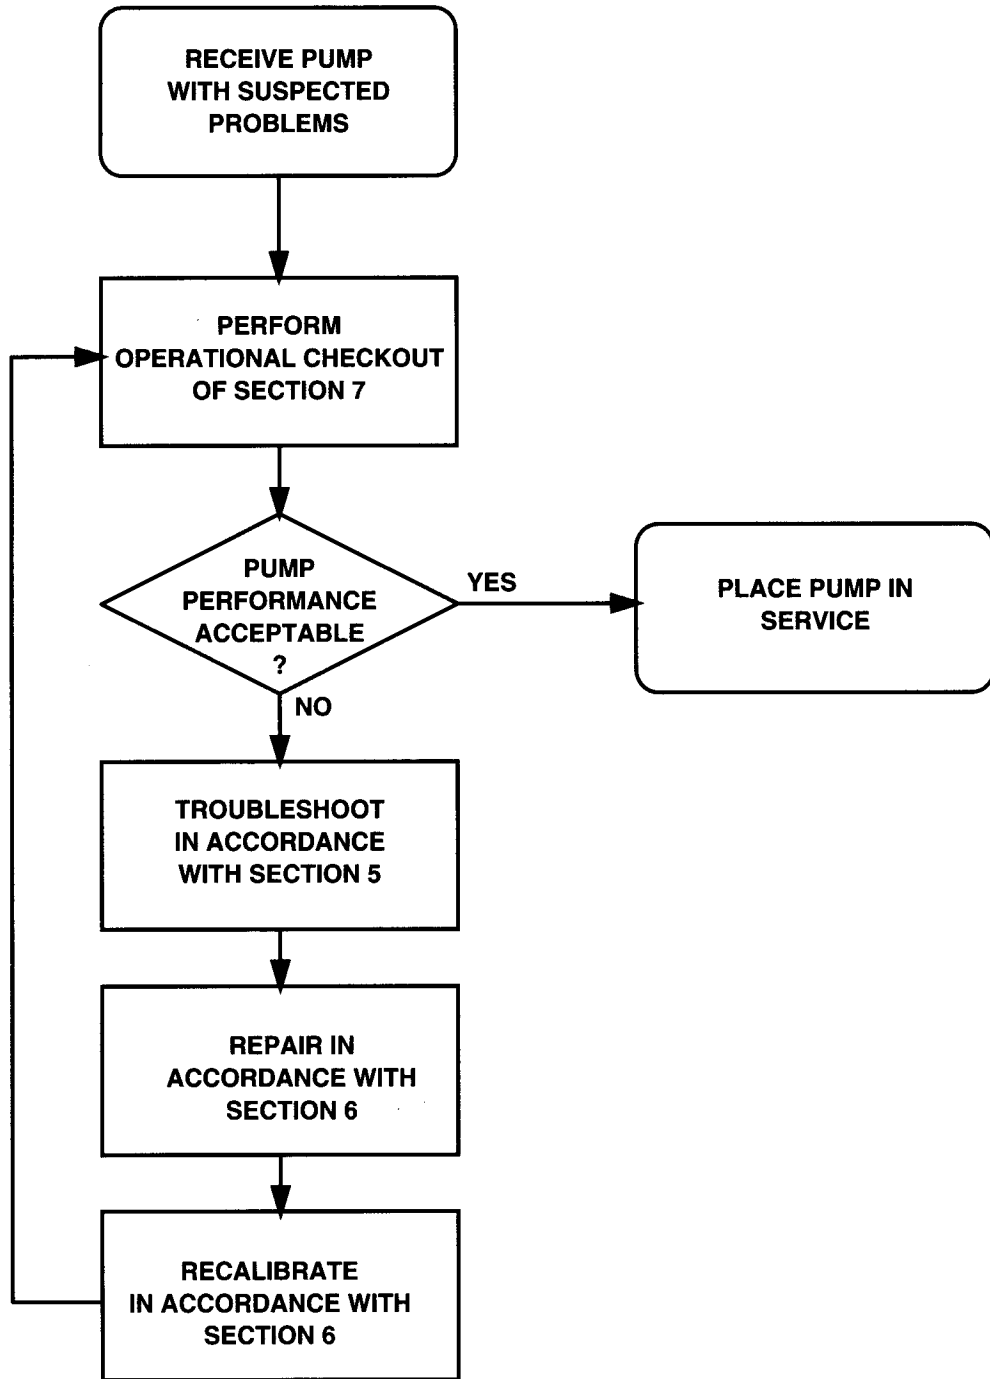 RECEIVE PUMP
WITH SUSPECTED
PROBLEMS
PERFORM
OPERATIONAL CHECKOUT
OF SECTION 7
PUMP
PERFORMANCE
ACCEPTABLE
?
YES
PLACE PUMP IN
SERVICE
NO
TROUBLESHOOT
IN ACCORDANCE
WITH SECTION 5
REPAIR IN
ACCORDANCE WITH
SECTION 6
RECALIBRATE
IN ACCORDANCE WITH
SECTION 6